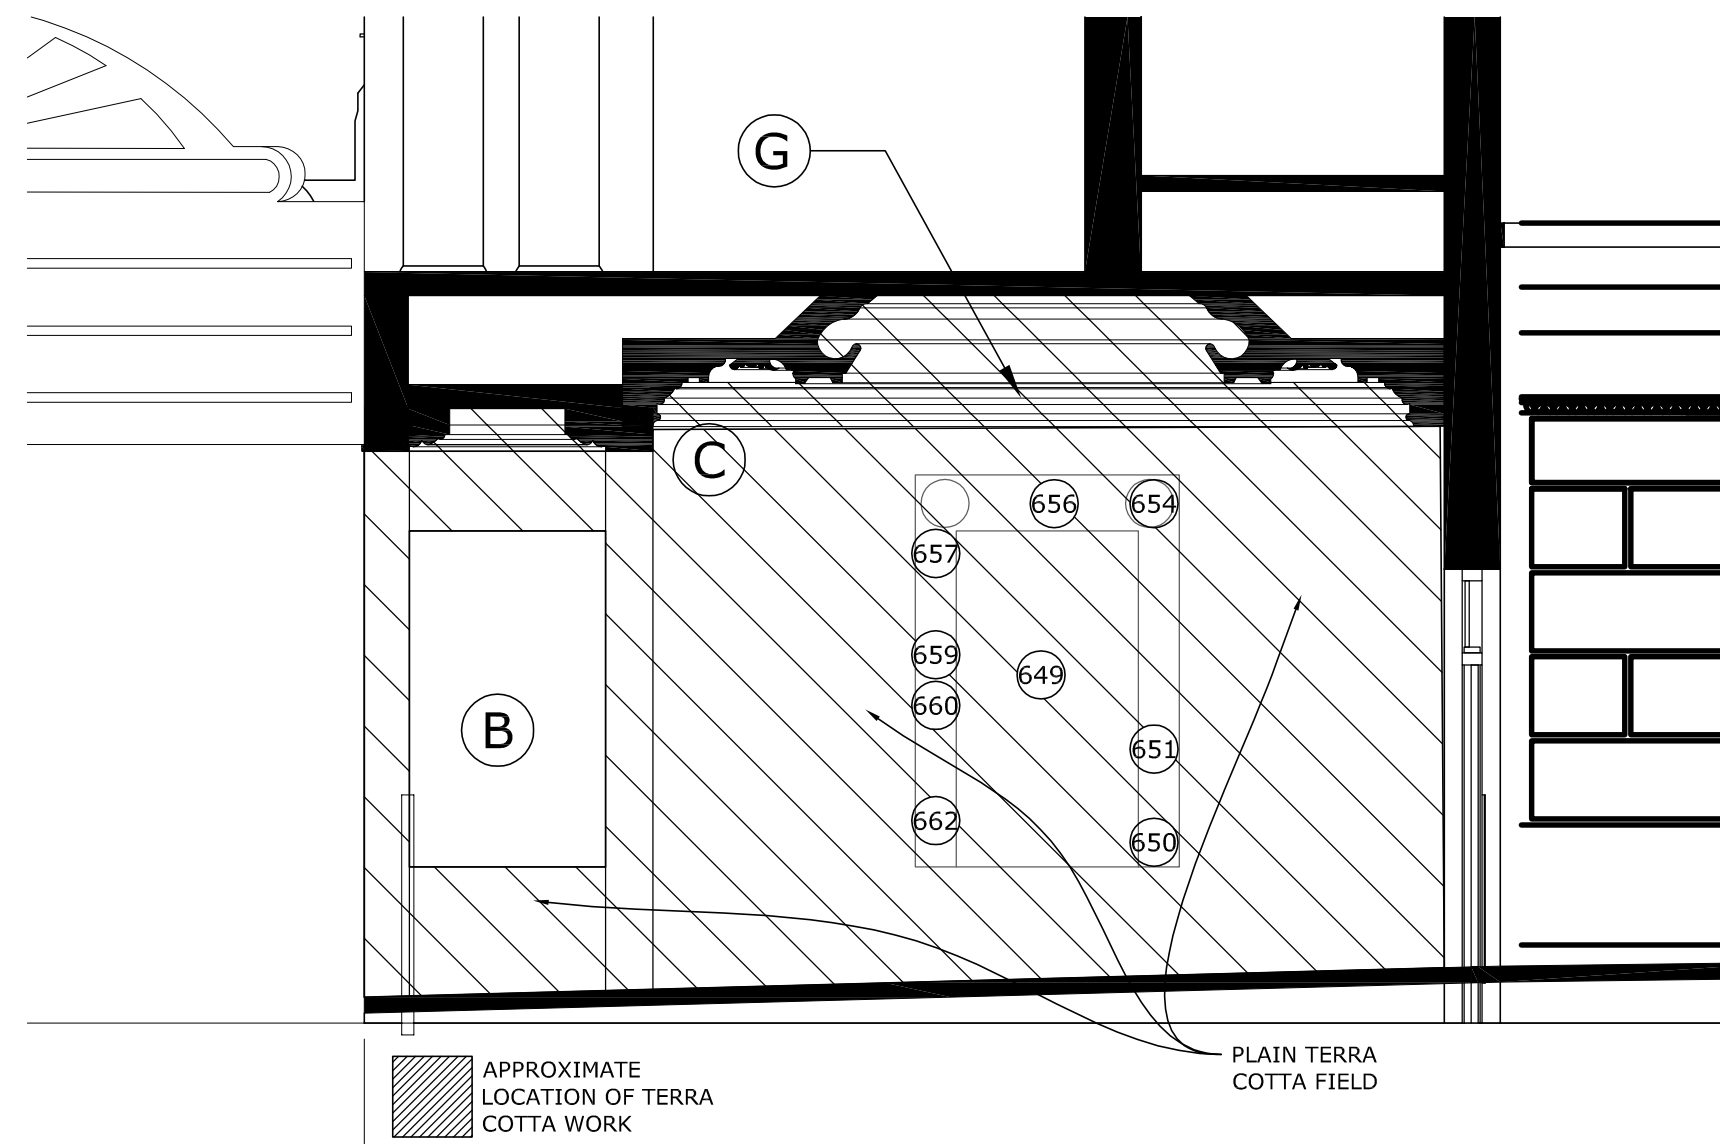 G
C
656
654
657
659
649
660
B
651
662
650
PLAIN TERRA
COTTA FIELD
APPROXIMATE
LOCATION OF TERRA
COTTA WORK